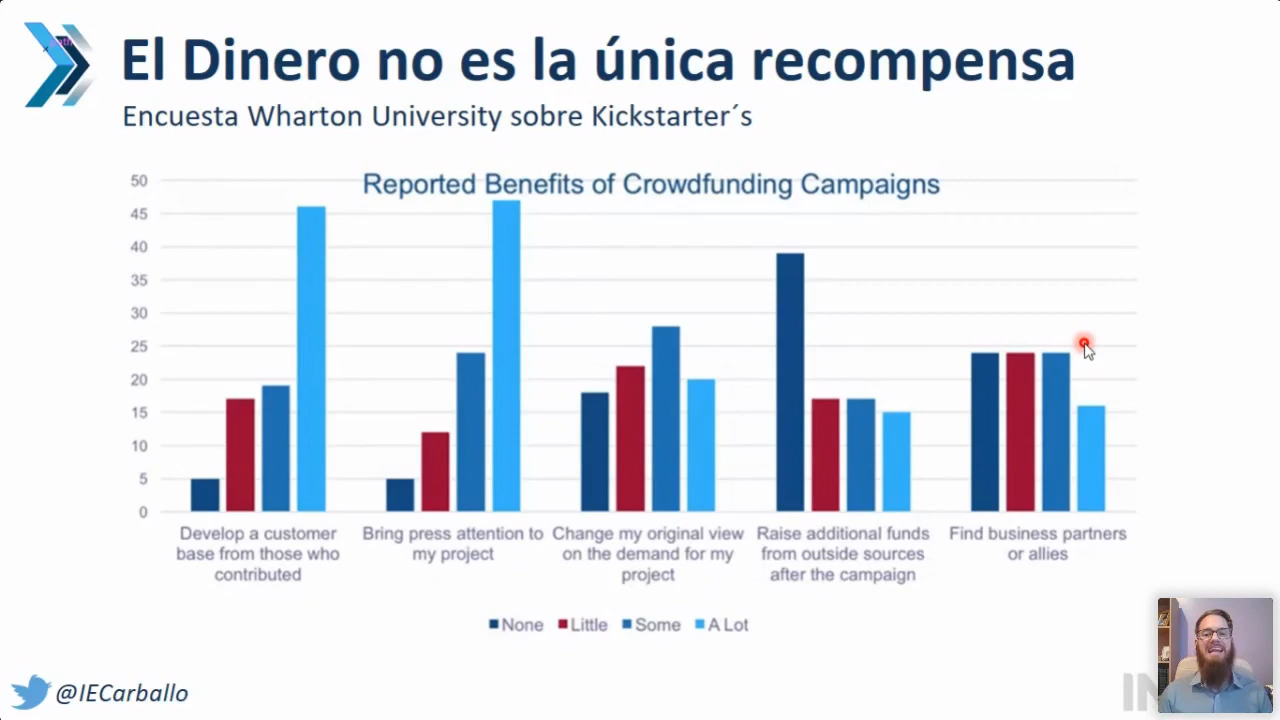 El Dinero no es la única recompensa
Encuesta Wharton University sobre Kickstarter´s
Reported Benefits of Crowdfunding Campaigns
50
45
40
35
30
25
20
15
10
5
0
Develop a customer base from those who contributed
Bring press attention to my project
Change my original view on the demand for my project
Raise additional funds from outside sources after the campaign
Find business partners or allies
None Little Some A Lot
@IECarballo